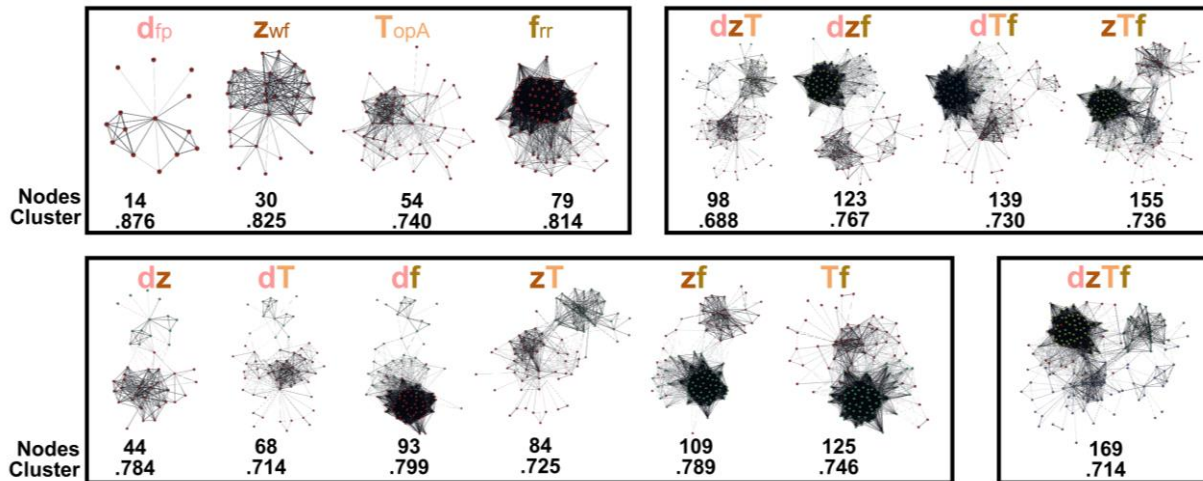 dfp zwf TopA frr
Nodes 14 30 54 79
Cluster .876 .825 .740 .814
dzT dzf dTf zTf
98 123 139 155
.688 .767 .730 .736
dz dT df zT zf Tf
Nodes 44 68 93 84 109 125
Cluster .784 .714 .799 .725 .789 .746
dzTf
169
.714